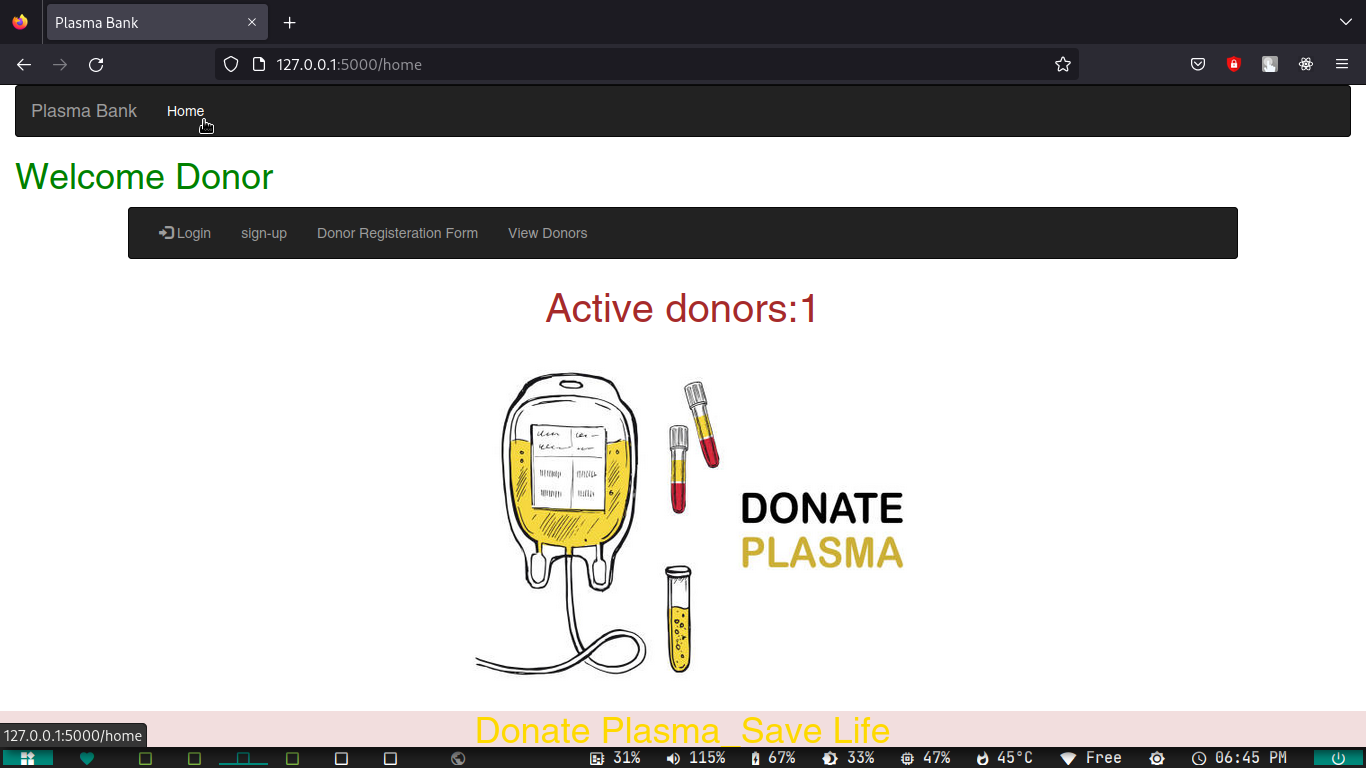 Plasma Bank
127.0.0.1:5000/home
Plasma Bank Home
Welcome Donor
Login sign-up Donor Registeration Form View Donors
Active donors:1
DONATE
PLASMA
Donate Plasma_Save Life
127.0.0.1:5000/home
31% 115% 67% 33% 47% 45°C Free 06:45 PM